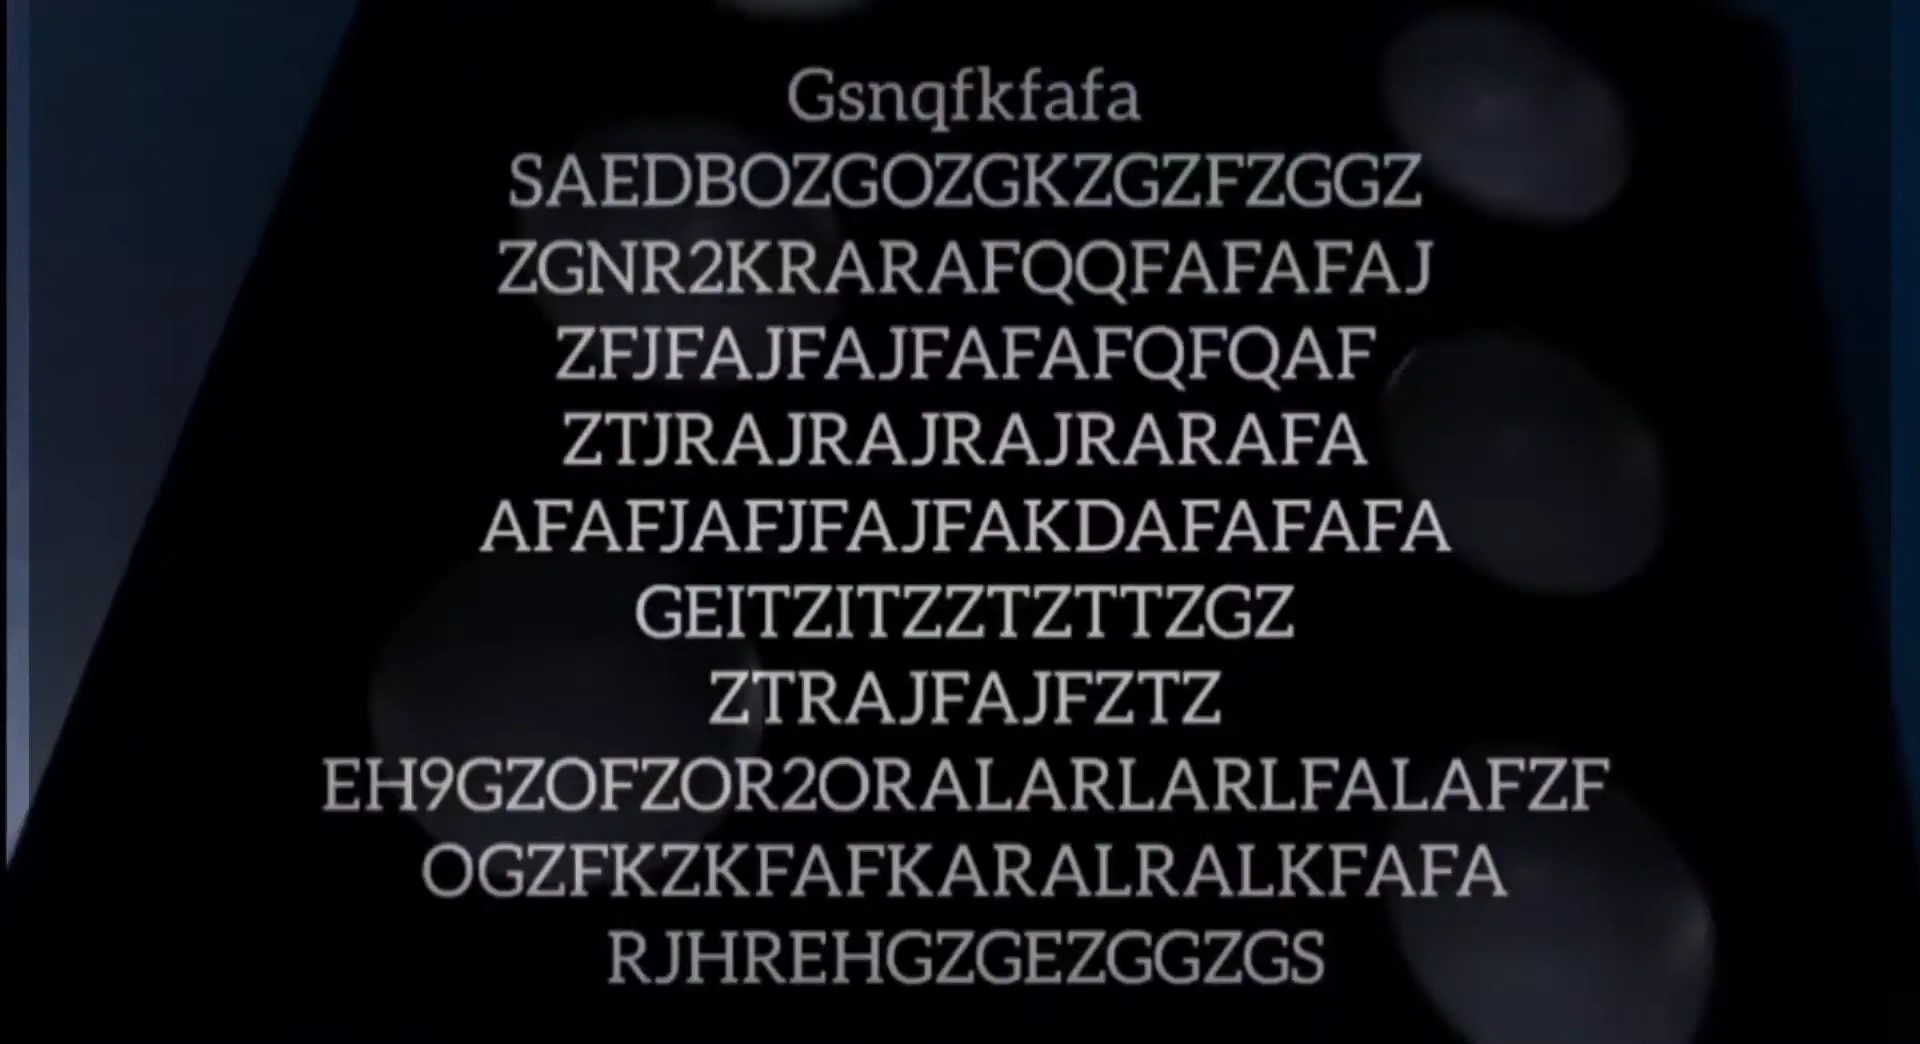 Gsnqfkfafa
SAEDBOZGOZGKZGZFZGGZ
ZGNR2KRARAFQQFAFAFAJ
ZFJFAJFAJFAFAFQFQAF
ZTJRAJRAJRAJRARAFA
AFAFJAFJFAJFAKDAFAFAFA
GEITZITZZTZTTZGZ
ZTRAJFAJFZTZ
EH9GZOFZOR2ORALARLARLFALAFZF
OGZFKZKFAFKARALRALKFAFA
RJHREHGZGEZGGZGS